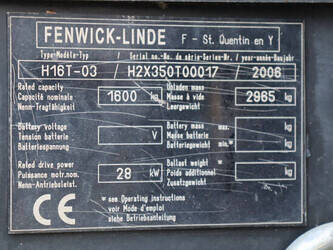 FENWICK-LINDE F - St. Quentin en Y
Type-Modèle-Typ / Serial no.-No. de série-Serien-Nr. / year-année-Baujahr
H16T-03 / H2X350T00017 / 2006
Rated capacity Unladen mass
Capacité nominale 1600 kg Masse à vide 2965 kg
Nenn-Tragfähigkeit Leergewicht
Battery voltage Battery mass max kg
Tension batterie V Masse batterie
Batteriespannung Batteriegewicht min* kg
Rated drive power Ballast weight *
Puissance motr.nom. 28 kW Poids additionnel kg
Nenn-Antriebsleist. Zusatzgewicht
CE * see Operating instructions
voir Mode d'emploi
siehe Betriebsanleitung